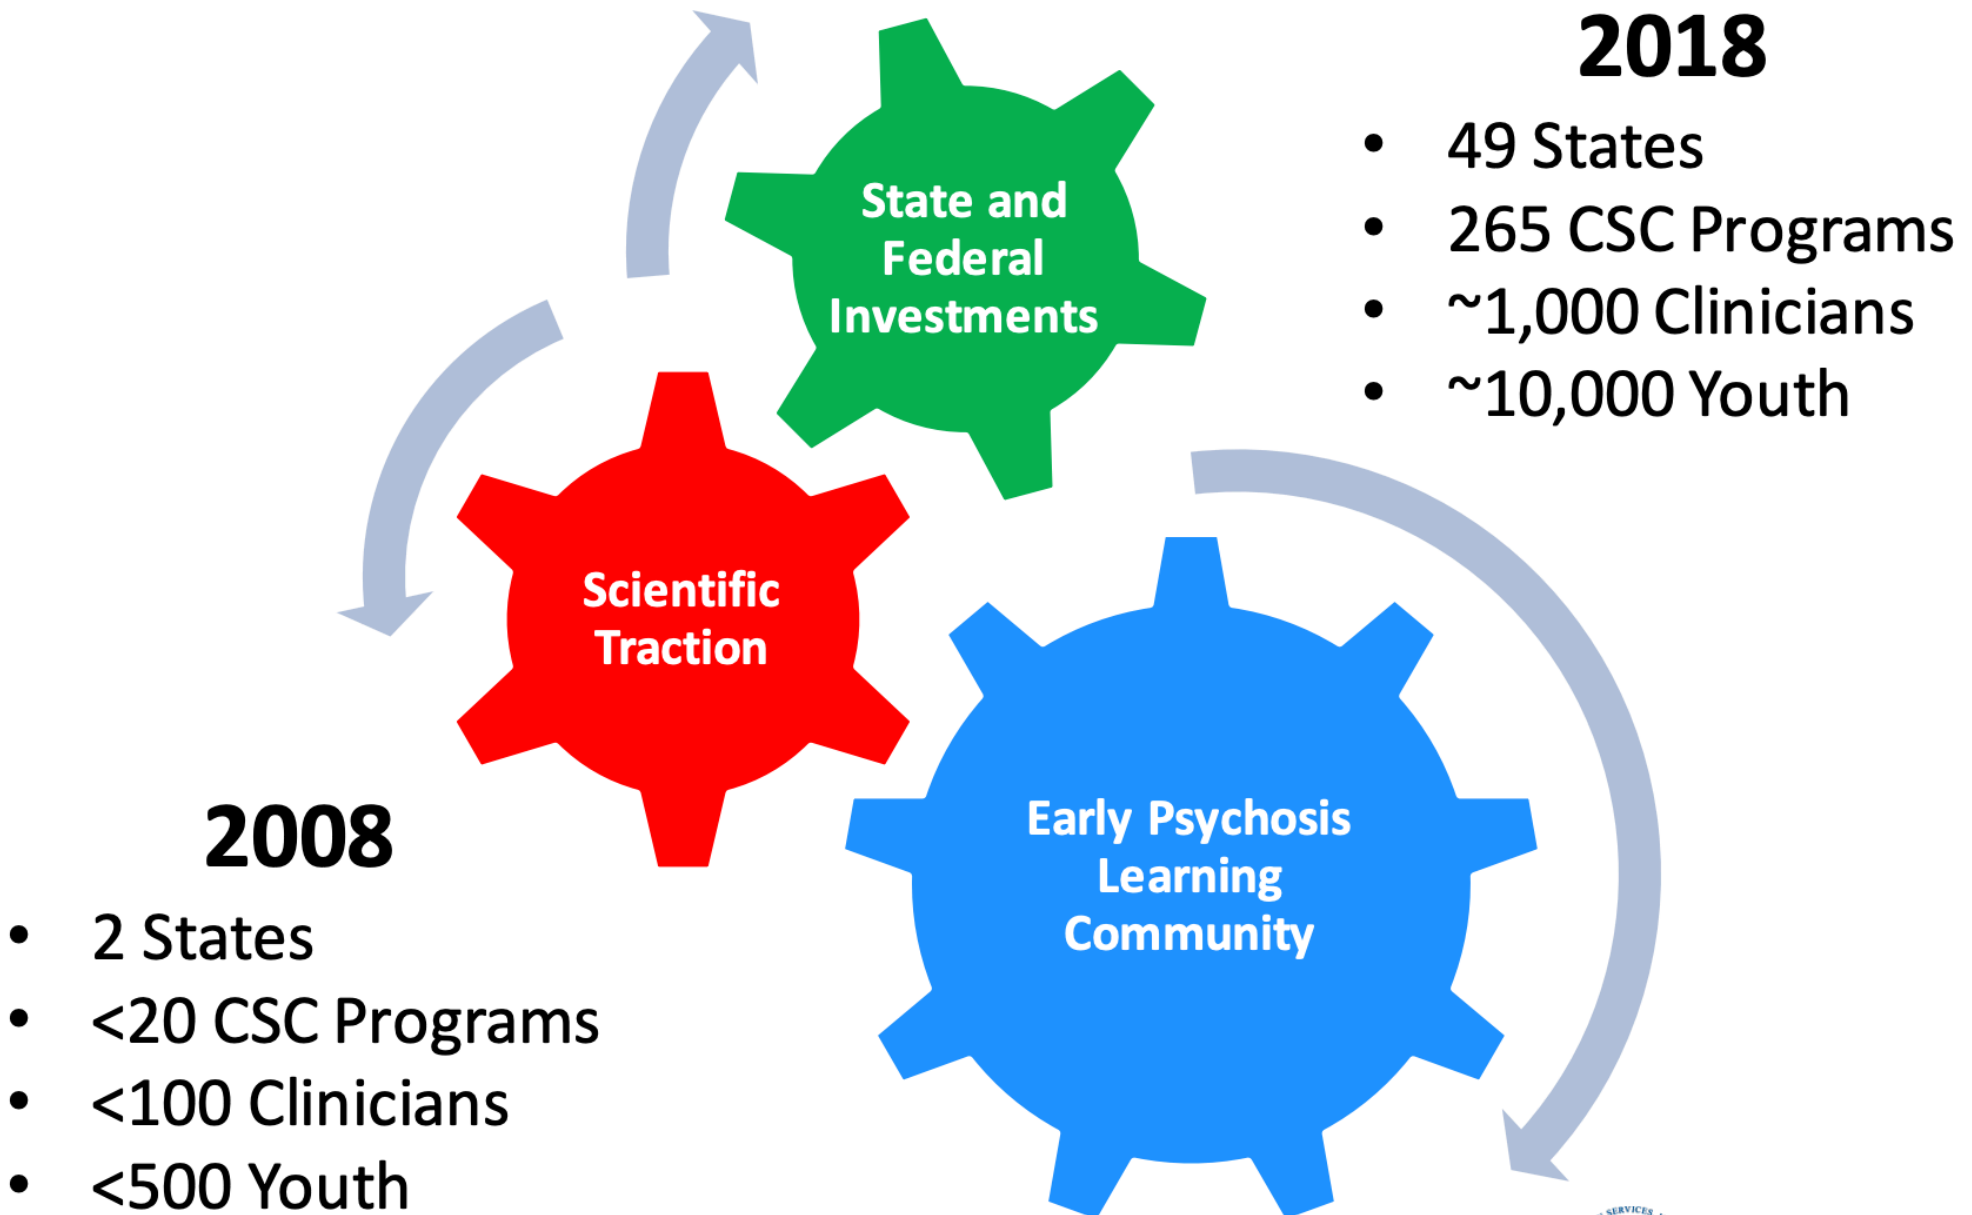 2018
• 49 States
• 265 CSC Programs
• ~1,000 Clinicians
• ~10,000 Youth
State and
Federal
Investments
Scientific
Traction
Early Psychosis
Learning
Community
2008
• 2 States
• <20 CSC Programs
• <100 Clinicians
• <500 Youth
SERVICES